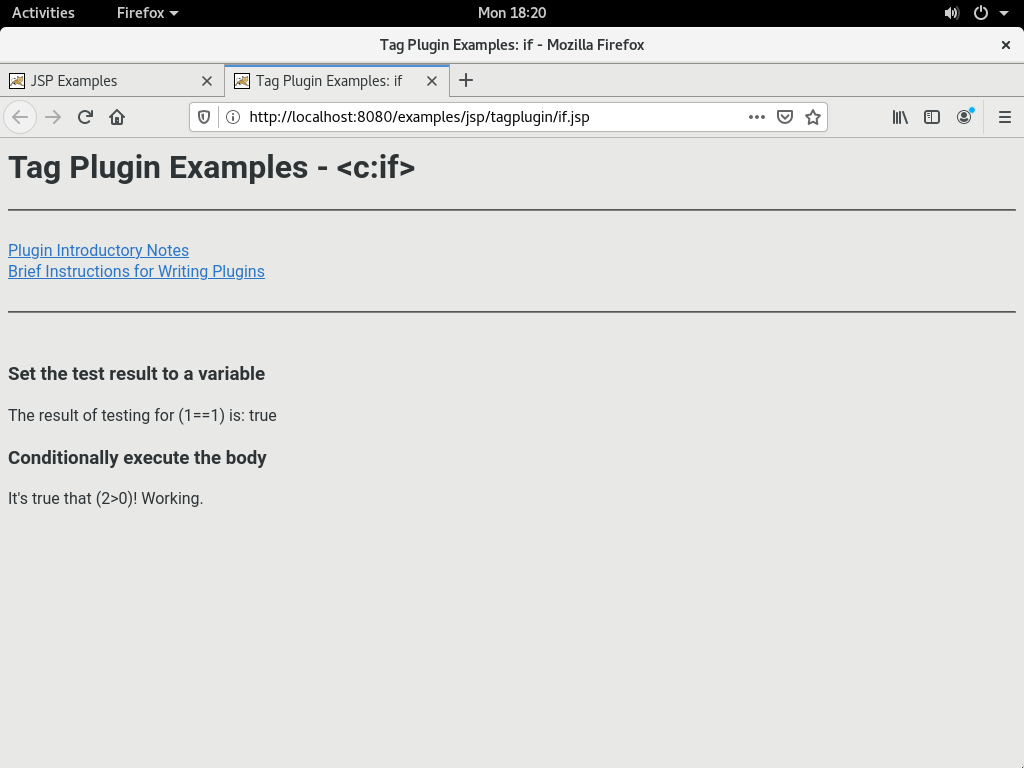 Activities Firefox Mon 18:20
Tag Plugin Examples: if - Mozilla Firefox
JSP Examples Tag Plugin Examples: if
http://localhost:8080/examples/jsp/tagplugin/if.jsp
Tag Plugin Examples - <c:if>
Plugin Introductory Notes
Brief Instructions for Writing Plugins
Set the test result to a variable
The result of testing for (1==1) is: true
Conditionally execute the body
It's true that (2>0)! Working.